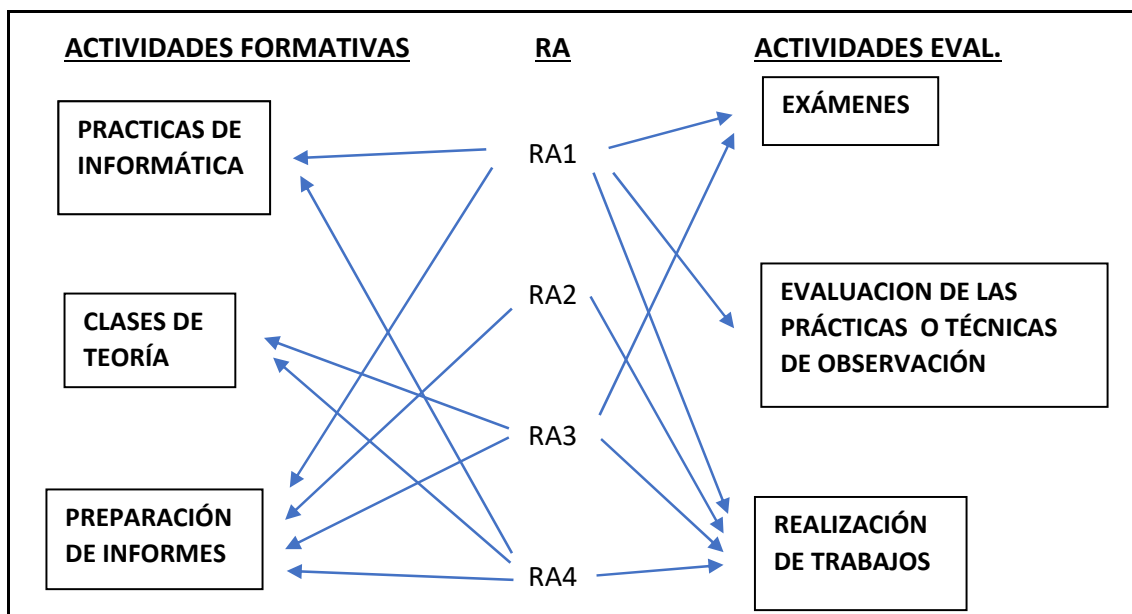 ACTIVIDADES FORMATIVAS
RA
ACTIVIDADES EVAL.
PRACTICAS DE
INFORMÁTICA
CLASES DE
TEORÍA
PREPARACIÓN
DE INFORMES
RA1
RA2
RA3
RA4
EXÁMENES
EVALUACION DE LAS
PRÁCTICAS O TÉCNICAS
DE OBSERVACIÓN
REALIZACIÓN
DE TRABAJOS